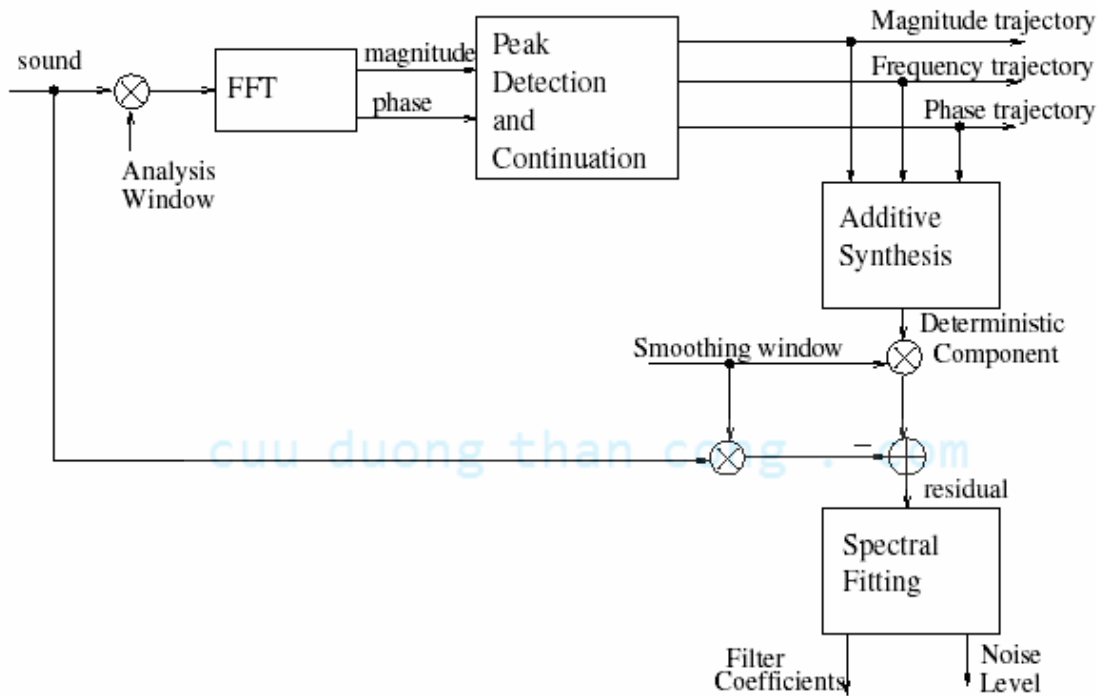 Magnitude trajectory
sound
magnitude
Peak
Detection
and
Continuation
Frequency trajectory
FFT
phase
Phase trajectory
Analysis
Window
Additive
Synthesis
Deterministic
Component
Smoothing window
cuu duong than cong . com
−
residual
Spectral
Fitting
Filter
Coefficients
Noise
Level